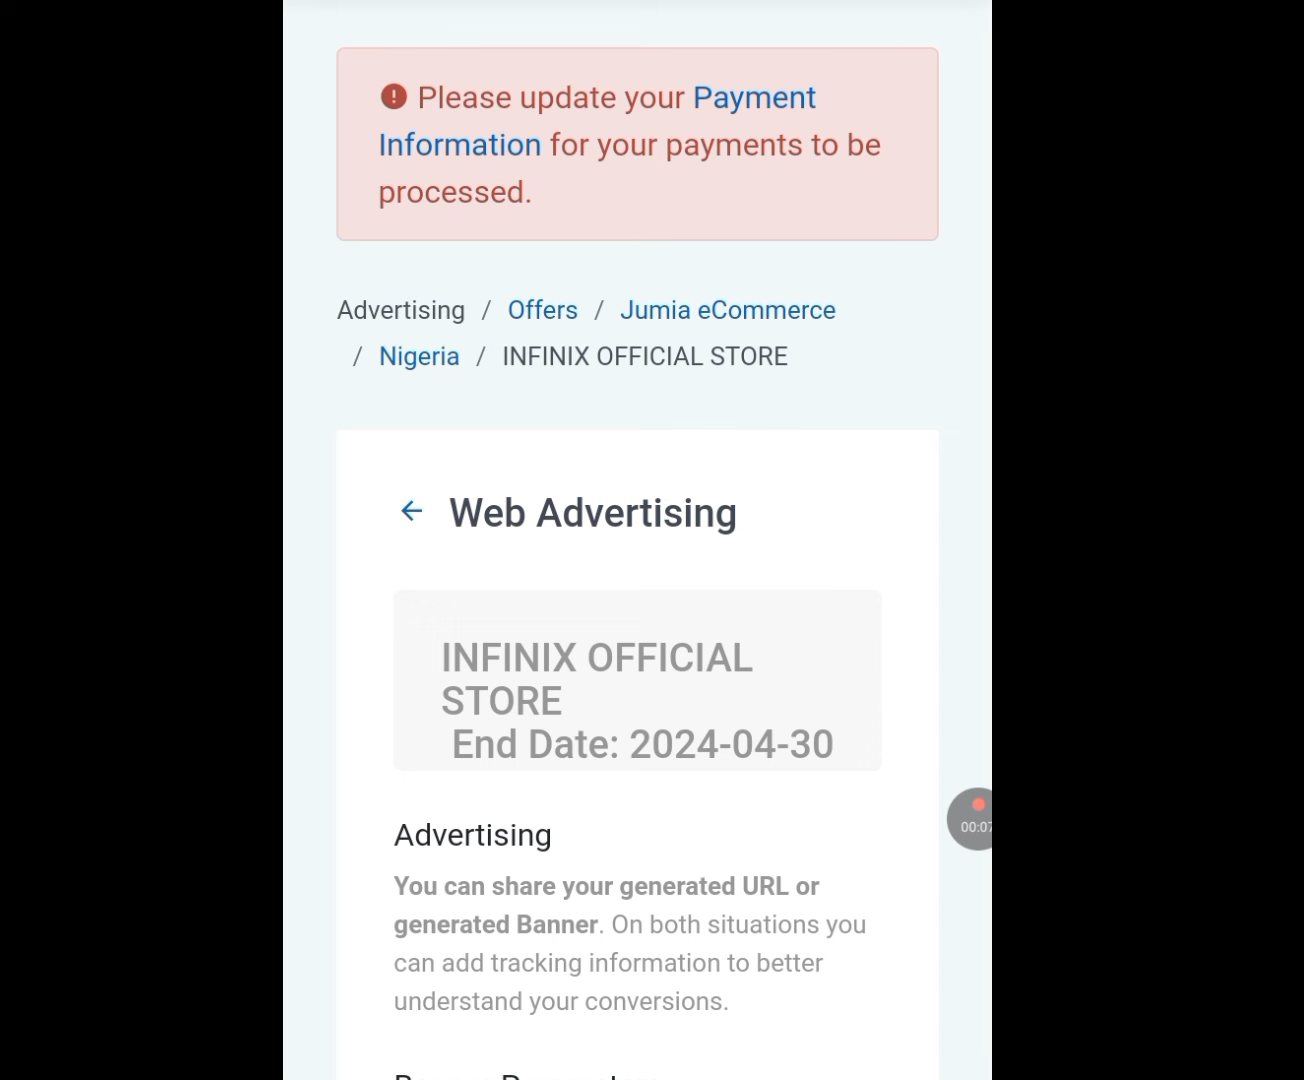 Please update your Payment
Information for your payments to be
processed.
Advertising / Offers / Jumia eCommerce
/ Nigeria / INFINIX OFFICIAL STORE
Web Advertising
INFINIX OFFICIAL
STORE
End Date: 2024-04-30
Advertising
You can share your generated URL or
generated Banner. On both situations you
can add tracking information to better
understand your conversions.
00:07